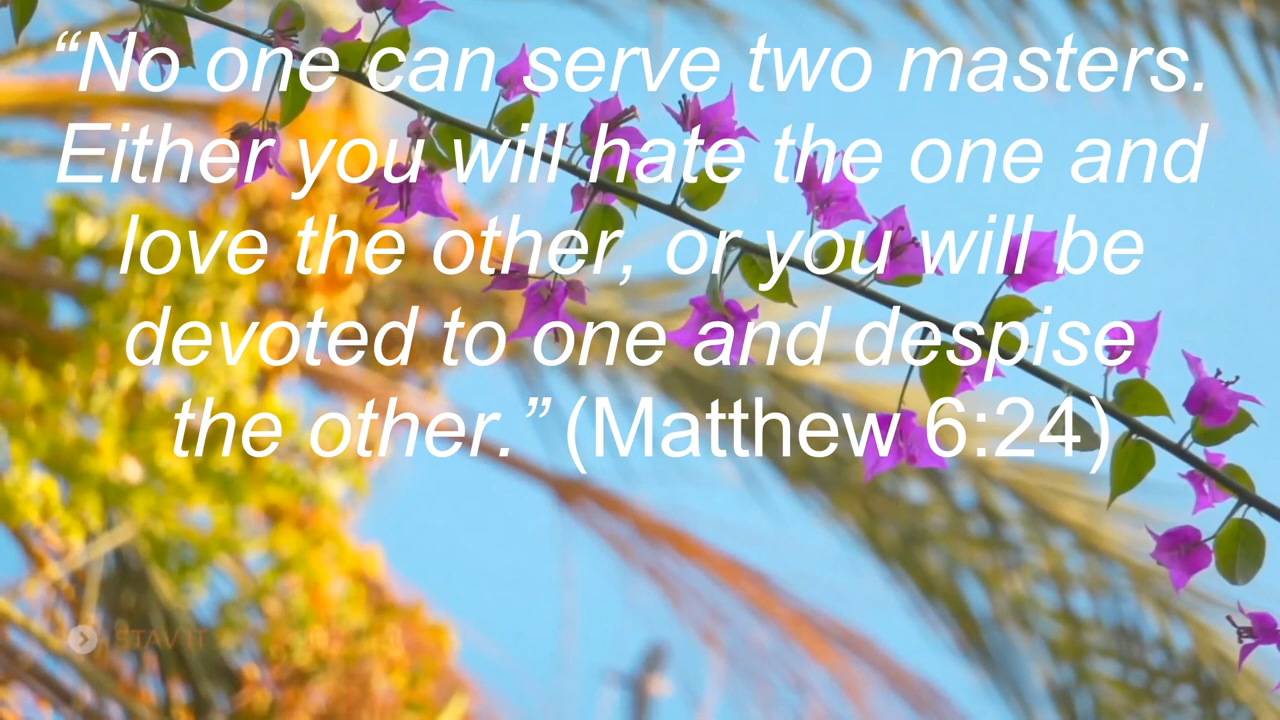 “No one can serve two masters.
Either you will hate the one and
love the other, or you will be
devoted to one and despise
the other.” (Matthew 6:24)